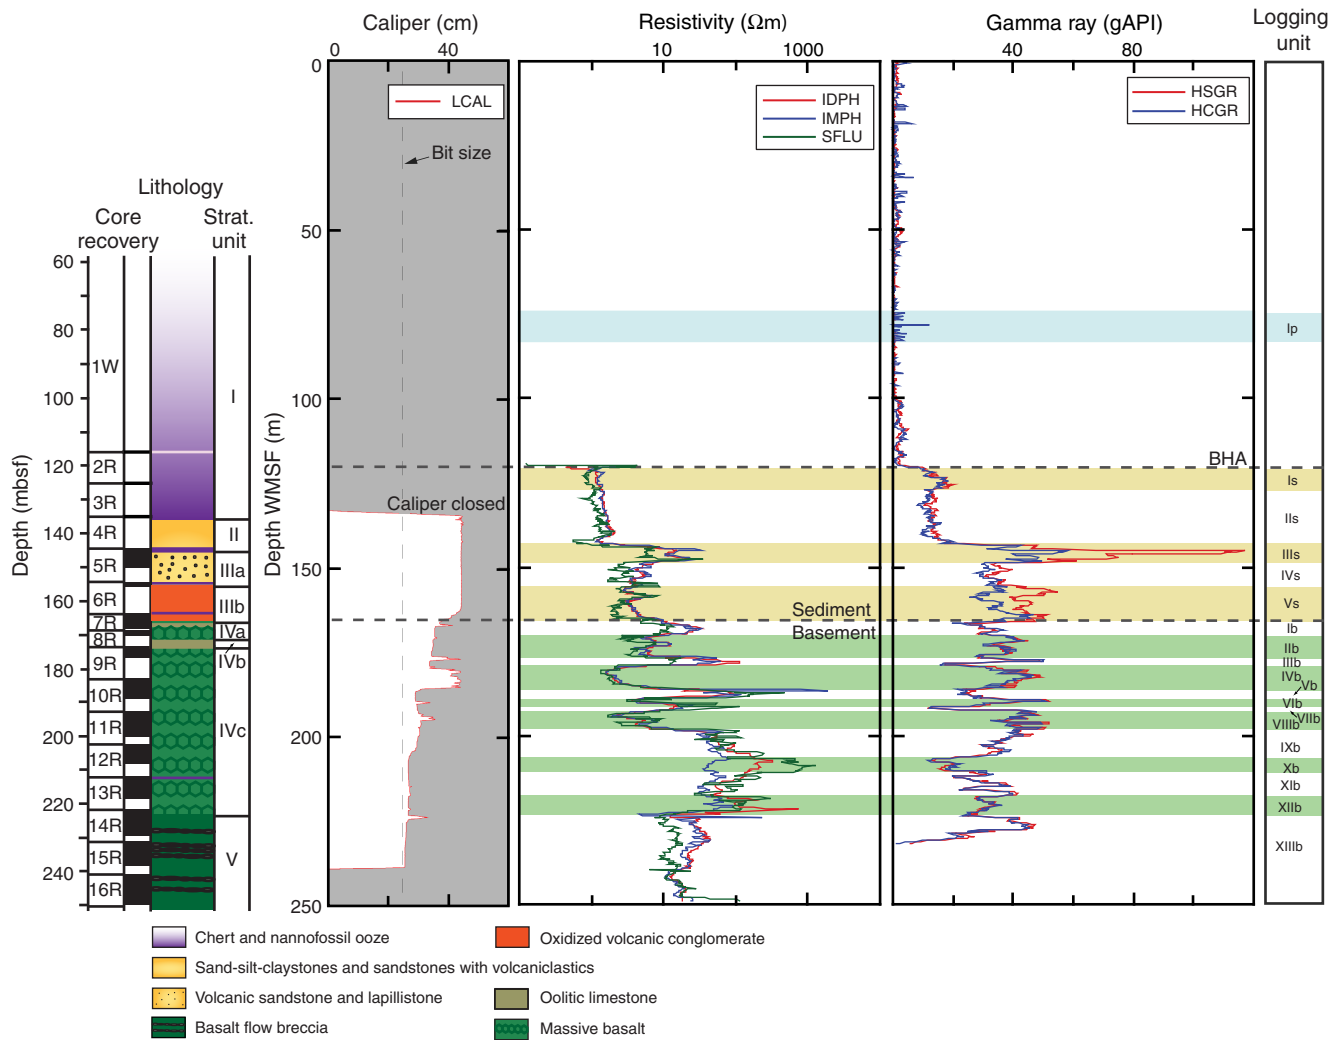 Caliper (cm)
0
40
Resistivity (Ωm)
10
1000
Gamma ray (gAPI)
40
80
Logging
unit
LCAL
Bit size
IDPH
IMPH
SFLU
HSGR
HCGR
Lithology
Core
recovery
Strat.
unit
Depth (mbsf)
60
80
100
120
140
160
180
200
220
240
1W
2R
3R
4R
5R
6R
7R
8R
9R
10R
11R
12R
13R
14R
15R
16R
I
II
IIIa
IIIb
IVa
IVb
IVc
V
Depth WMSF (m)
0
50
100
150
200
250
Caliper closed
BHA
Sediment
Basement
Ip
Is
IIs
IIIs
IVs
Vs
Ib
IIb
IIIb
IVb
Vb
VIb
VIIb
VIIIb
IXb
Xb
XIb
XIIb
XIIIb
Chert and nannofossil ooze
Oxidized volcanic conglomerate
Sand-silt-claystones and sandstones with volcaniclastics
Volcanic sandstone and lapillistone
Oolitic limestone
Basalt flow breccia
Massive basalt